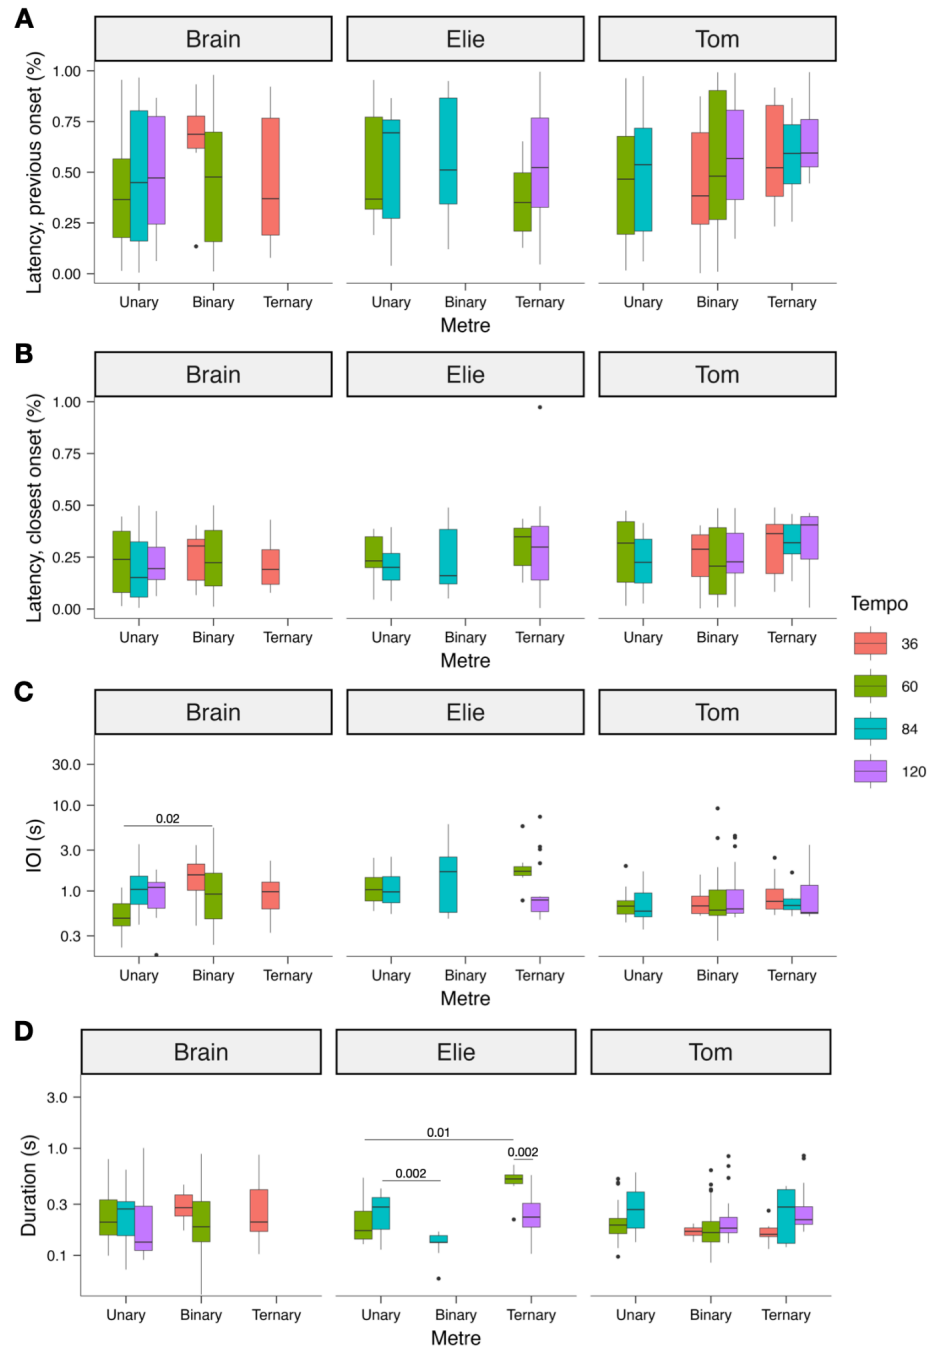 A
Brain Elie Tom
Latency, previous onset (%)
1.00
0.75
0.50
0.25
0.00
Unary Binary Ternary Unary Binary Ternary Unary Binary Ternary
Metre
B
Brain Elie Tom
Latency, closest onset (%)
1.00
0.75
0.50
0.25
0.00
Unary Binary Ternary Unary Binary Ternary Unary Binary Ternary
Metre
Tempo
36
60
84
120
C
Brain Elie Tom
IOI (s)
30.0
10.0
3.0
1.0
0.3
0.02
Unary Binary Ternary Unary Binary Ternary Unary Binary Ternary
Metre
D
Brain Elie Tom
Duration (s)
3.0
1.0
0.3
0.1
0.01
0.002
0.002
Unary Binary Ternary Unary Binary Ternary Unary Binary Ternary
Metre